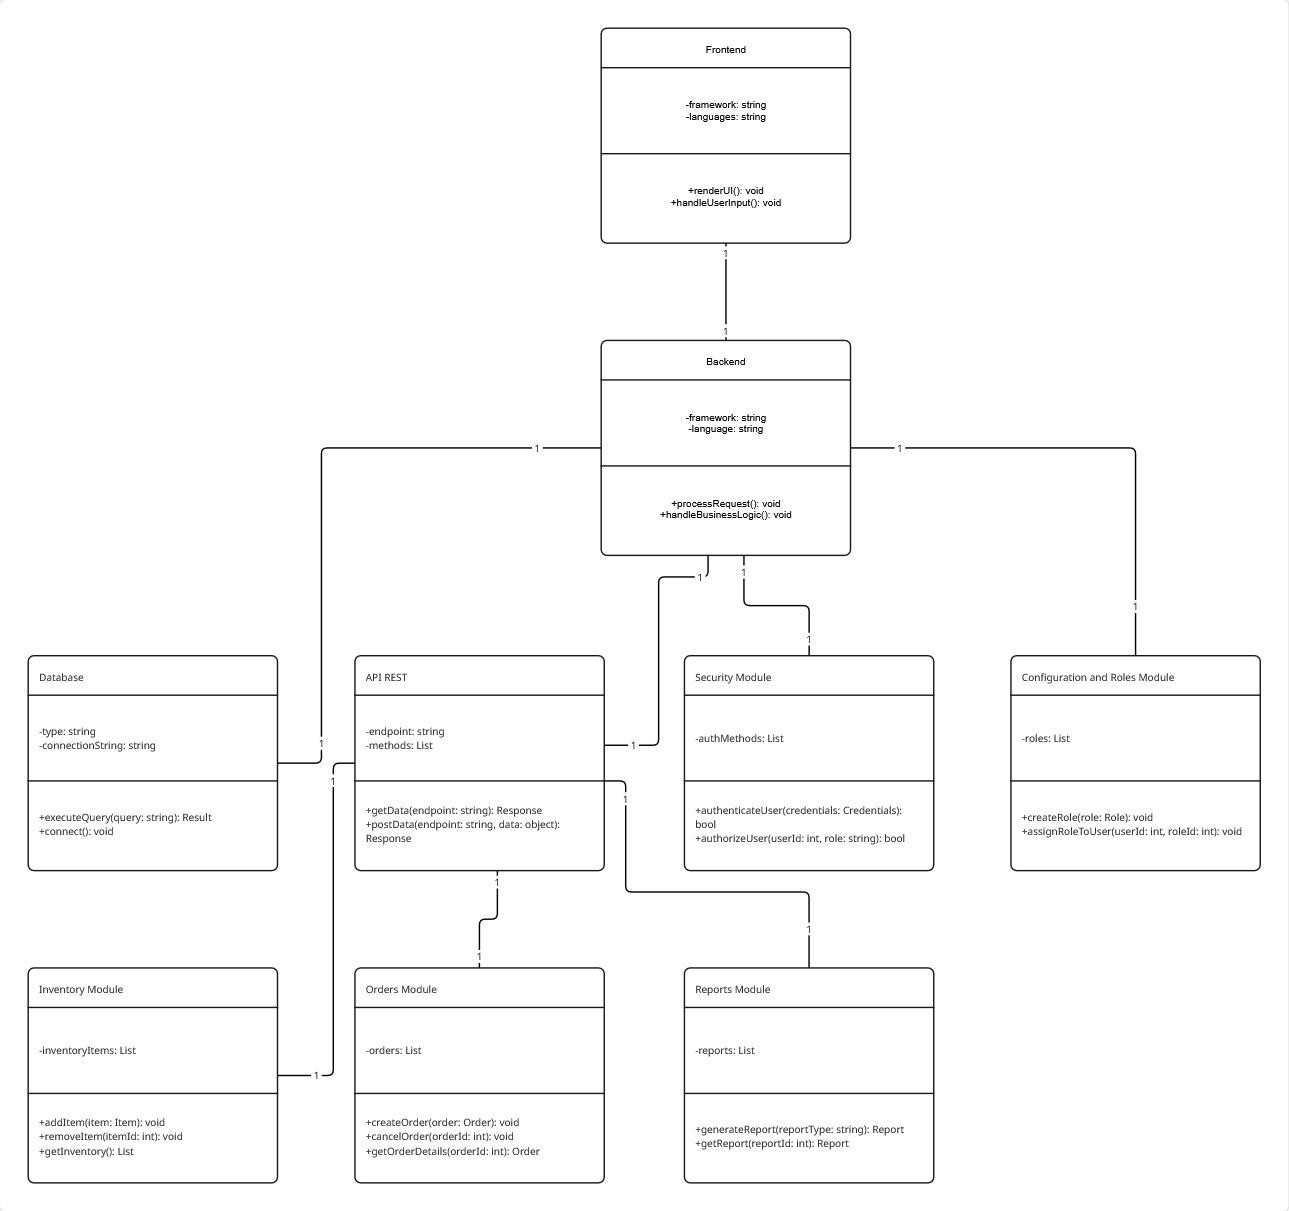 Frontend
-framework: string
-languages: string
+renderUI(): void
+handleUserInput(): void
1
1
Backend
-framework: string
-language: string
1
1
+processRequest(): void
+handleBusinessLogic(): void
1
1
1
1
Database
-type: string
-connectionString: string
1
+executeQuery(query: string): Result
+connect(): void
API REST
-endpoint: string
-methods: List
1
1
+getData(endpoint: string): Response
+postData(endpoint: string, data: object):
Response
1
Security Module
-authMethods: List
+authenticateUser(credentials: Credentials):
bool
+authorizeUser(userId: int, role: string): bool
Configuration and Roles Module
-roles: List
+createRole(role: Role): void
+assignRoleToUser(userId: int, roleId: int): void
1
1
1
Inventory Module
-inventoryItems: List
1
+addItem(item: Item): void
+removeItem(itemId: int): void
+getInventory(): List
Orders Module
-orders: List
+createOrder(order: Order): void
+cancelOrder(orderId: int): void
+getOrderDetails(orderId: int): Order
Reports Module
-reports: List
+generateReport(reportType: string): Report
+getReport(reportId: int): Report